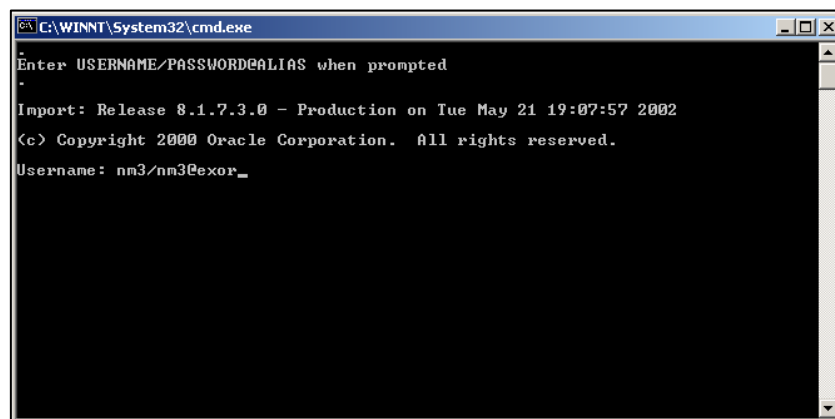 C:\WINNT\System32\cmd.exe
.
Enter USERNAME/PASSWORD@ALIAS when prompted
.
Import: Release 8.1.7.3.0 - Production on Tue May 21 19:07:57 2002
(c) Copyright 2000 Oracle Corporation.  All rights reserved.
Username: nm3/nm3@exor_